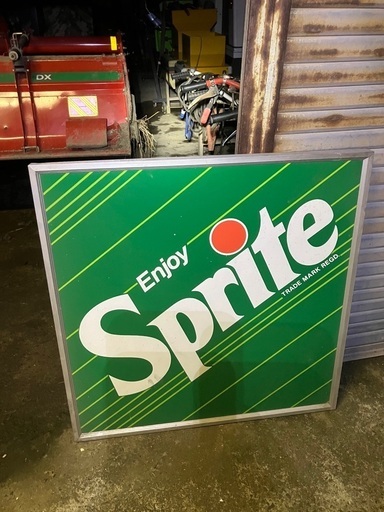 DX
Enjoy
Sprite
TRADE MARK REGD